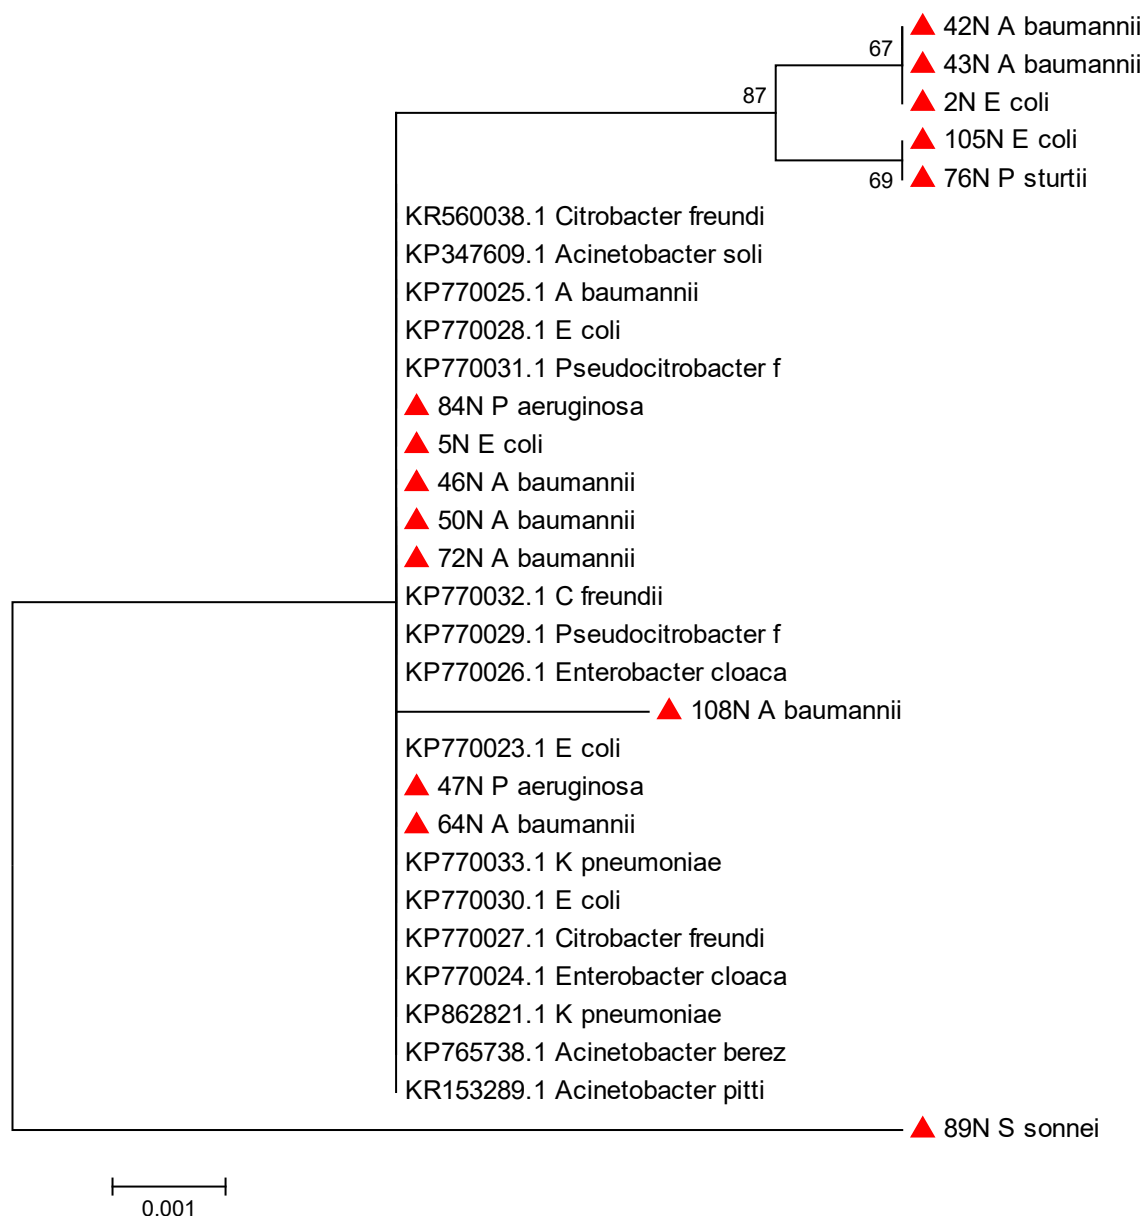 42N A baumannii
67
43N A baumannii
87
2N E coli
105N E coli
69
76N P sturtii
KR560038.1 Citrobacter freundi
KP347609.1 Acinetobacter soli
KP770025.1 A baumannii
KP770028.1 E coli
KP770031.1 Pseudocitrobacter f
84N P aeruginosa
5N E coli
46N A baumannii
50N A baumannii
72N A baumannii
KP770032.1 C freundii
KP770029.1 Pseudocitrobacter f
KP770026.1 Enterobacter cloaca
108N A baumannii
KP770023.1 E coli
47N P aeruginosa
64N A baumannii
KP770033.1 K pneumoniae
KP770030.1 E coli
KP770027.1 Citrobacter freundi
KP770024.1 Enterobacter cloaca
KP862821.1 K pneumoniae
KP765738.1 Acinetobacter berez
KR153289.1 Acinetobacter pitti
89N S sonnei
0.001